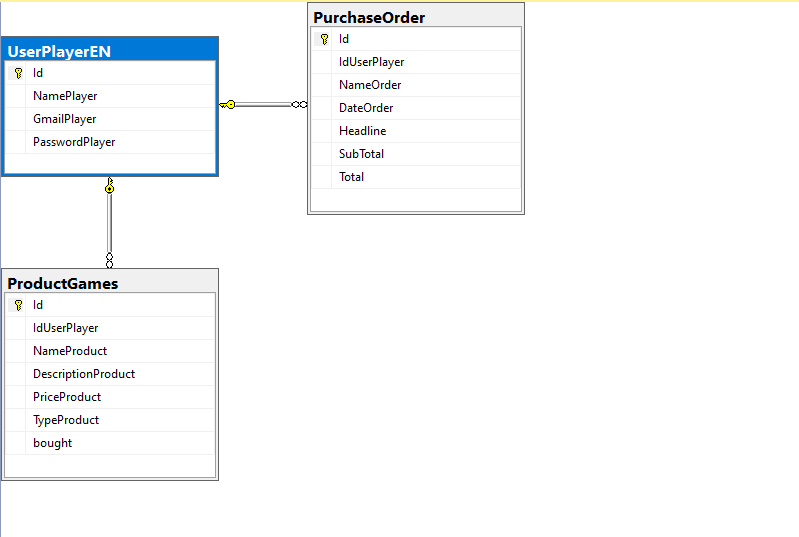 PurchaseOrder
Id
IdUserPlayer
NameOrder
DateOrder
Headline
SubTotal
Total
UserPlayerEN
Id
NamePlayer
GmailPlayer
PasswordPlayer
ProductGames
Id
IdUserPlayer
NameProduct
DescriptionProduct
PriceProduct
TypeProduct
bought